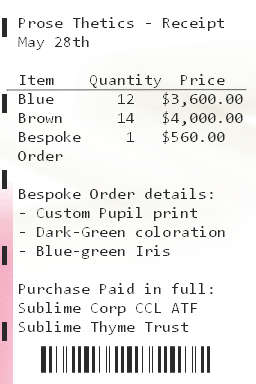 Prose Thetics - Receipt
May 28th
Item Quantity Price
Blue 12 $3,600.00
Brown 14 $4,000.00
Bespoke 1 $560.00
Order
Bespoke Order details:
- Custom Pupil print
- Dark-Green coloration
- Blue-green Iris
Purchase Paid in full:
Sublime Corp CCL ATF
Sublime Thyme Trust